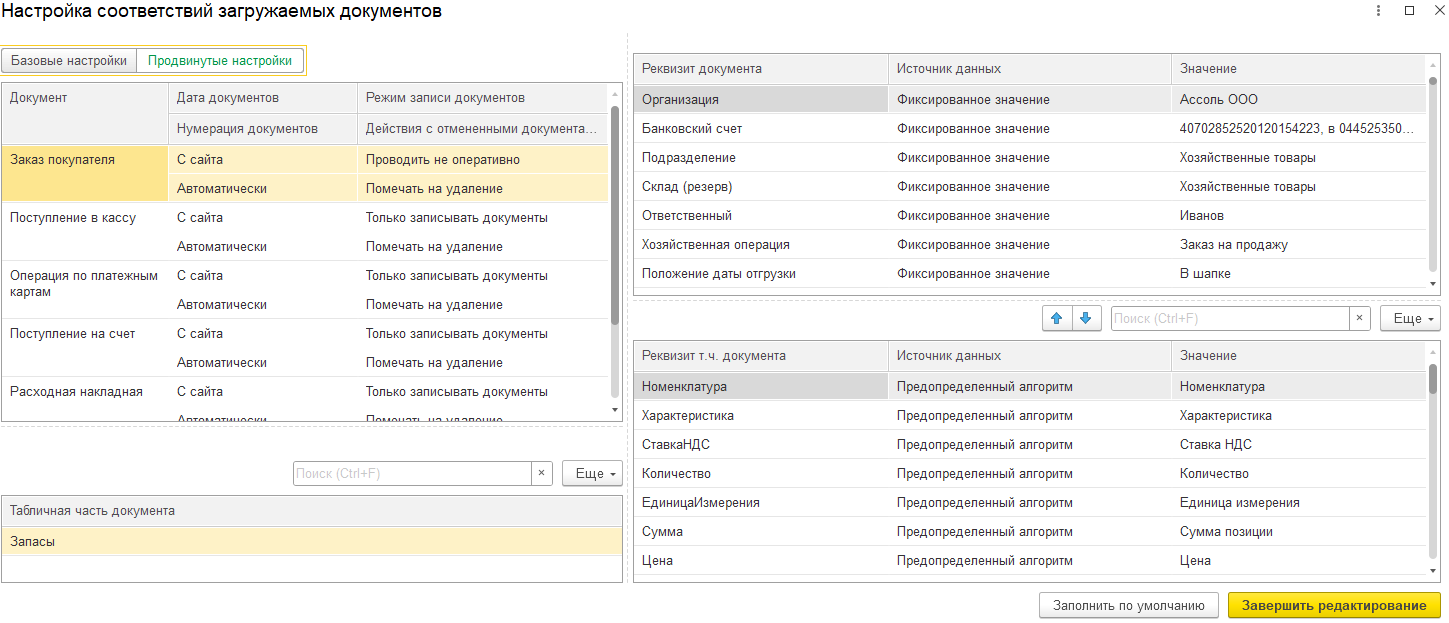 Настройка соответствий загружаемых документов
Базовые настройки
Продвинутые настройки
Документ
Дата документов
Режим записи документов
Нумерация документов
Действия с отмененными документа...
Заказ покупателя
С сайта
Проводить не оперативно
Автоматически
Помечать на удаление
Поступление в кассу
С сайта
Только записывать документы
Автоматически
Помечать на удаление
Операция по платежным
картам
С сайта
Только записывать документы
Автоматически
Помечать на удаление
Поступление на счет
С сайта
Только записывать документы
Автоматически
Помечать на удаление
Расходная накладная
С сайта
Только записывать документы
Автоматически
Помечать на удаление
Поиск (Ctrl+F)
×
Еще
Табличная часть документа
Запасы
Реквизит документа
Источник данных
Значение
Организация
Фиксированное значение
Ассоль ООО
Банковский счет
Фиксированное значение
40702852520120154223, в 044525350...
Подразделение
Фиксированное значение
Хозяйственные товары
Склад (резерв)
Фиксированное значение
Хозяйственные товары
Ответственный
Фиксированное значение
Иванов
Хозяйственная операция
Фиксированное значение
Заказ на продажу
Положение даты отгрузки
Фиксированное значение
В шапке
Поиск (Ctrl+F)
×
Еще
Реквизит т.ч. документа
Источник данных
Значение
Номенклатура
Предопределенный алгоритм
Номенклатура
Характеристика
Предопределенный алгоритм
Характеристика
СтавкаНДС
Предопределенный алгоритм
Ставка НДС
Количество
Предопределенный алгоритм
Количество
ЕдиницаИзмерения
Предопределенный алгоритм
Единица измерения
Сумма
Предопределенный алгоритм
Сумма позиции
Цена
Предопределенный алгоритм
Цена
Заполнить по умолчанию
Завершить редактирование